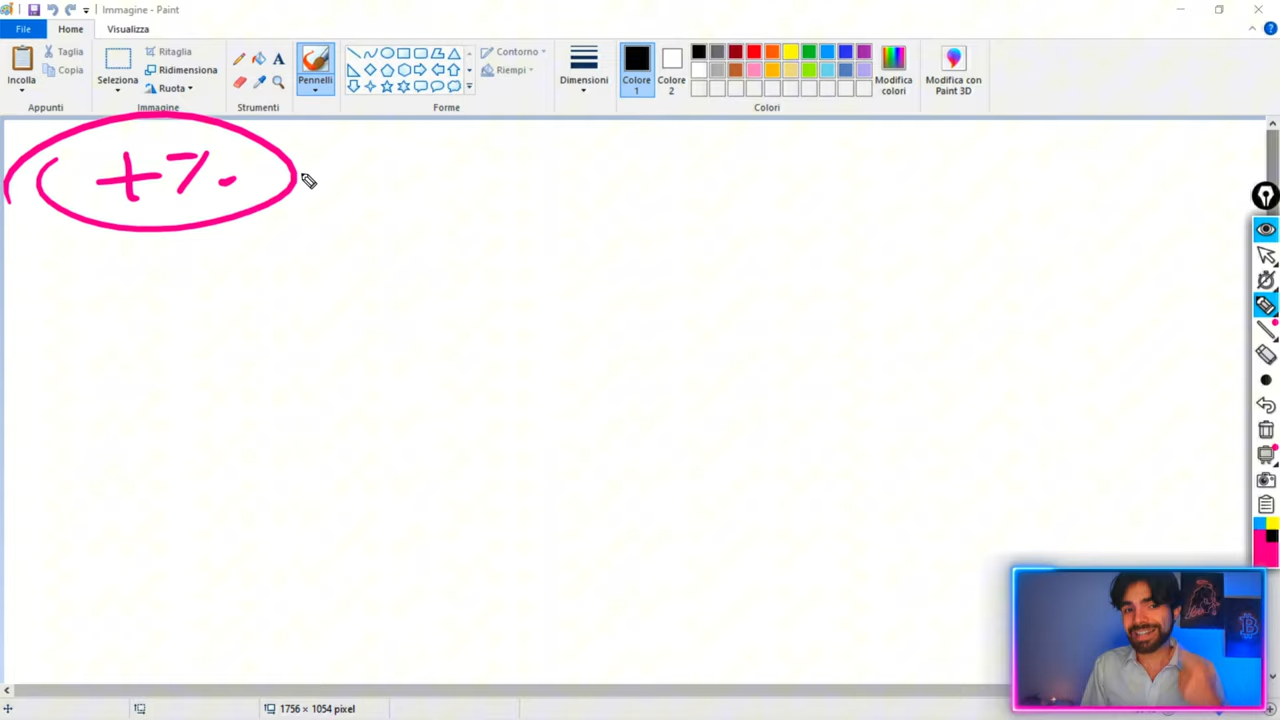 Immagine - Paint
File Home Visualizza
Incolla
Taglia
Copia
Appunti
Seleziona
Ritaglia
Ridimensiona
Ruota
Immagine
Strumenti
Pennelli
Forme
Contorno
Riempi
Dimensioni
Colore 1
Colore 2
Colori
Modifica colori
Modifica con Paint 3D
+%
B
1756 × 1054 pixel